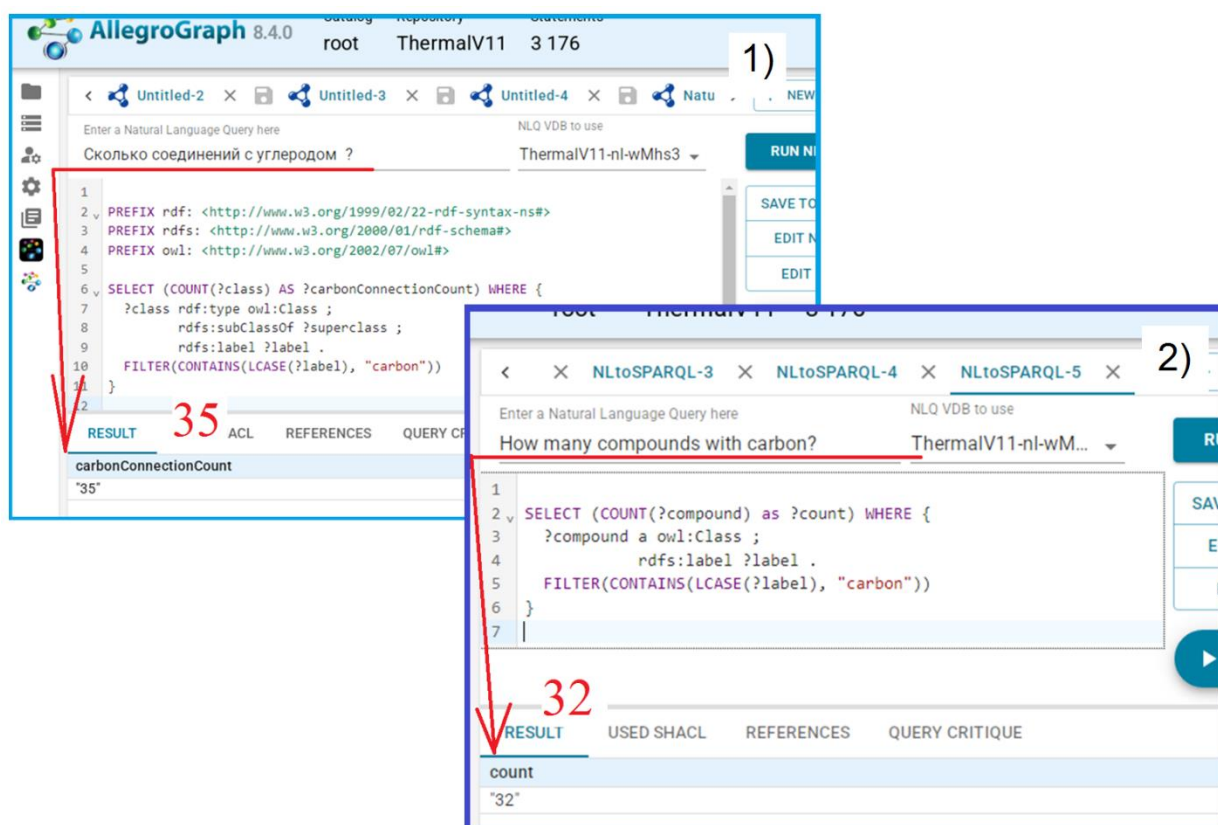 AllegroGraph 8.4.0
root ThermalV11 3 176
1)
Untitled-2 Untitled-3 Untitled-4 Natu NEW
Enter a Natural Language Query here NLQ VDB to use
Сколько соединений с углеродом ? ThermalV11-nl-wMhs3 RUN
1
2 PREFIX rdf: <http://www.w3.org/1999/02/22-rdf-syntax-ns#>
3 PREFIX rdfs: <http://www.w3.org/2000/01/rdf-schema#>
4 PREFIX owl: <http://www.w3.org/2002/07/owl#>
5
6 SELECT (COUNT(?class) AS ?carbonConnectionCount) WHERE {
7 ?class rdf:type owl:Class ;
8 rdfs:subClassOf ?superclass ;
9 rdfs:label ?label .
10 FILTER(CONTAINS(LCASE(?label), "carbon"))
11 }
12
SAVE TO
EDIT N
EDIT
RESULT 35 ACL REFERENCES QUERY CR
carbonConnectionCount
"35"
2)
NLtoSPARQL-3 NLtoSPARQL-4 NLtoSPARQL-5
Enter a Natural Language Query here NLQ VDB to use
How many compounds with carbon? ThermalV11-nl-wM...
1
2 SELECT (COUNT(?compound) as ?count) WHERE {
3 ?compound a owl:Class ;
4 rdfs:label ?label .
5 FILTER(CONTAINS(LCASE(?label), "carbon"))
6 }
7
32
RESULT USED SHACL REFERENCES QUERY CRITIQUE
count
"32"